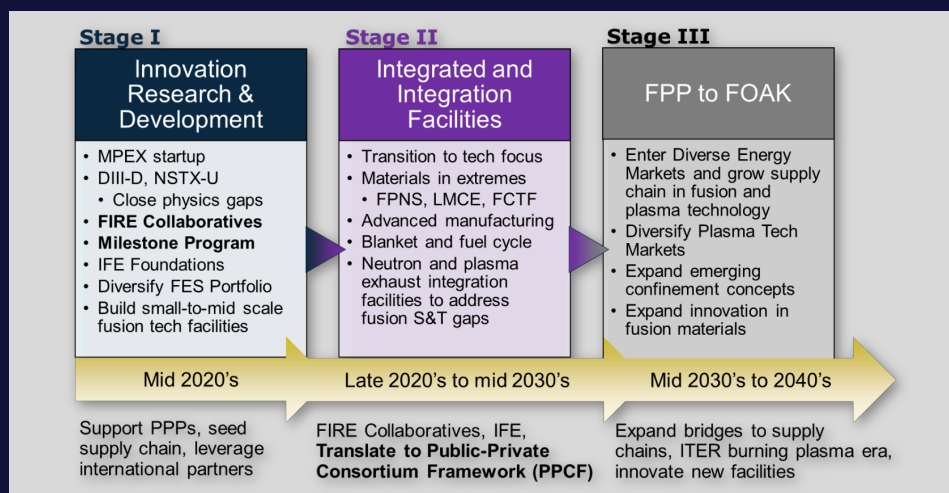 Stage I
Innovation
Research &
Development
• MPEX startup
• DIII-D, NSTX-U
• Close physics gaps
• FIRE Collaboratives
• Milestone Program
• IFE Foundations
• Diversify FES Portfolio
• Build small-to-mid scale
fusion tech facilities
Stage II
Integrated and
Integration
Facilities
• Transition to tech focus
• Materials in extremes
• FPNS, LMCE, FCTF
• Advanced manufacturing
• Blanket and fuel cycle
• Neutron and plasma
exhaust integration
facilities to address
fusion S&T gaps
Stage III
FPP to FOAK
• Enter Diverse Energy
Markets and grow supply
chain in fusion and
plasma technology
• Diversify Plasma Tech
Markets
• Expand emerging
confinement concepts
• Expand innovation in
fusion materials
Mid 2020's
Late 2020's to mid 2030's
Mid 2030's to 2040's
Support PPPs, seed
supply chain, leverage
international partners
FIRE Collaboratives, IFE,
Translate to Public-Private
Consortium Framework (PPCF)
Expand bridges to supply
chains, ITER burning plasma era,
innovate new facilities